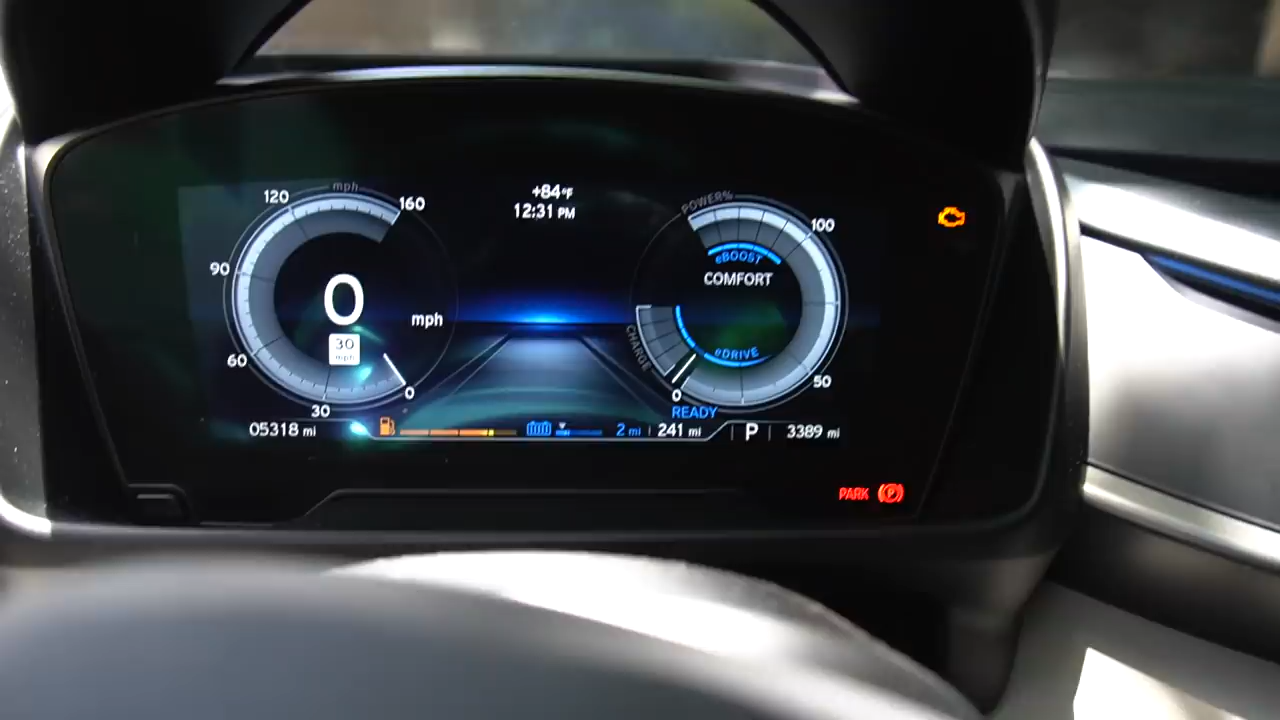 +84°F
12:31 PM
mph
120
160
90
0
mph
30
mph
60
0
30
POWER%
100
eBOOST
COMFORT
CHARGE
eDRIVE
50
0
READY
05318 mi
2 mi
241 mi
P
3389 mi
PARK
P